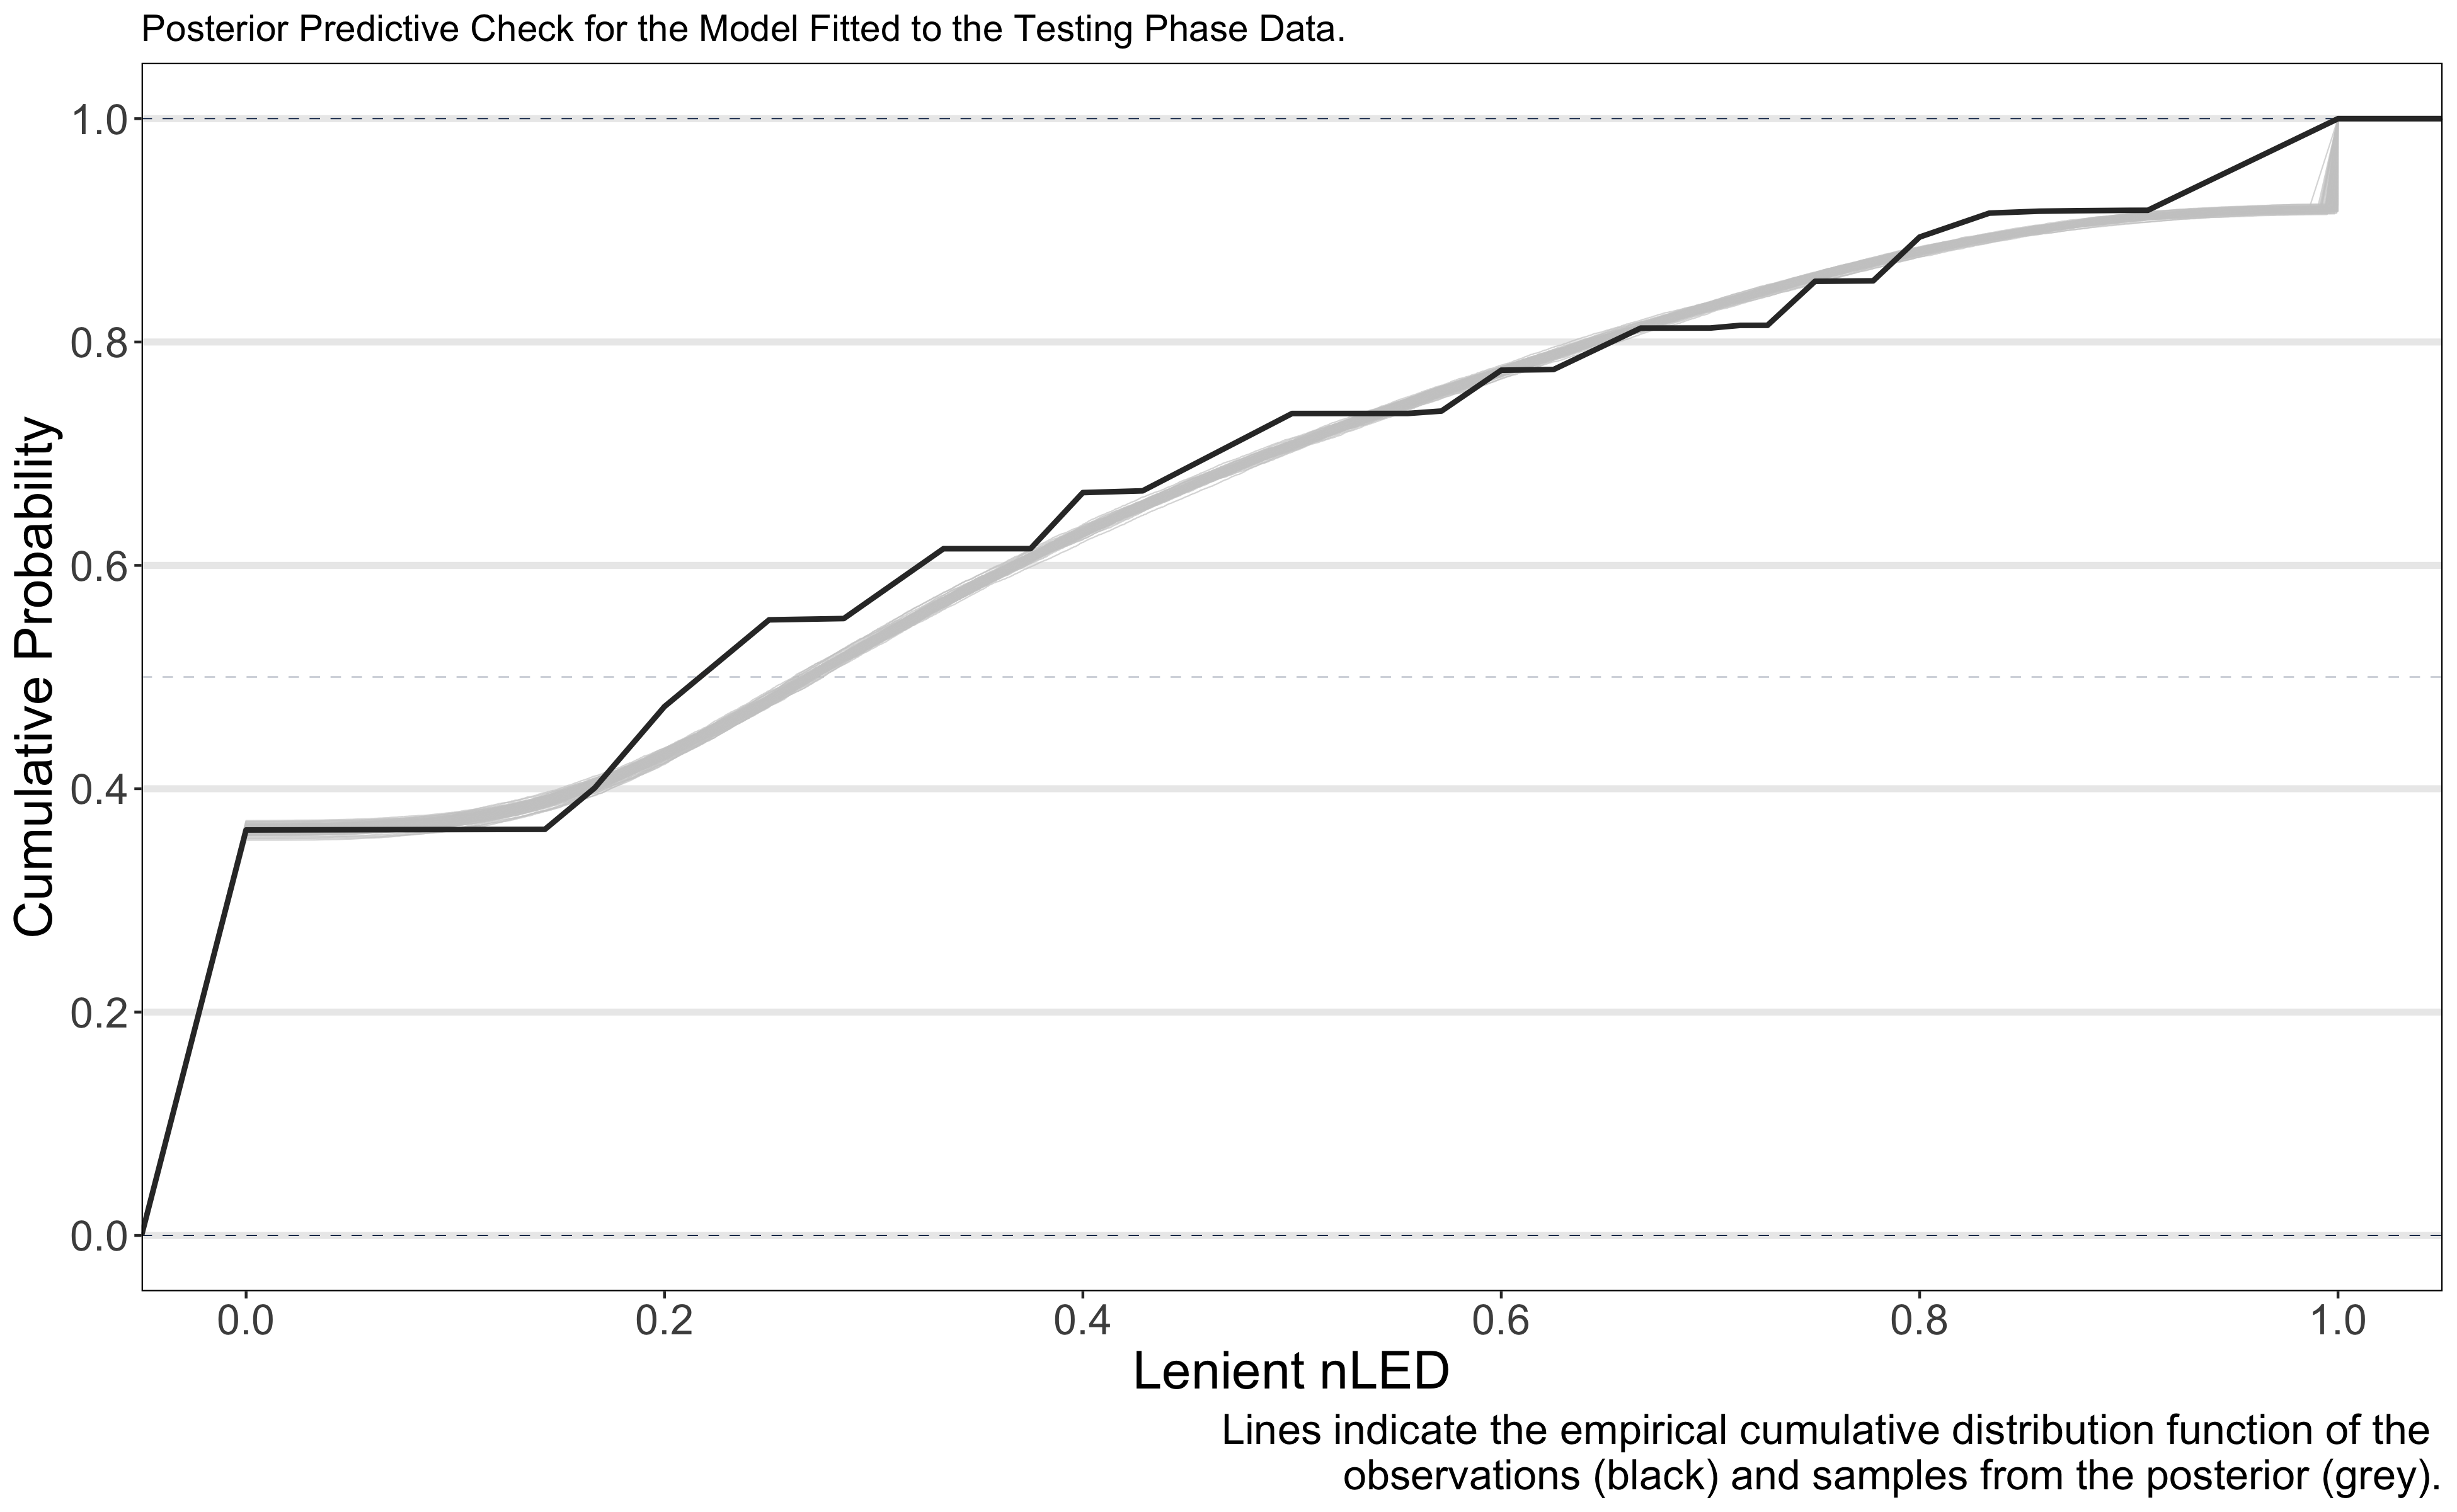 Posterior Predictive Check for the Model Fitted to the Testing Phase Data.
Cumulative Probability
1.0
0.8
0.6
0.4
0.2
0.0
0.0 0.2 0.4 0.6 0.8 1.0
Lenient nLED
Lines indicate the empirical cumulative distribution function of the
observations (black) and samples from the posterior (grey).